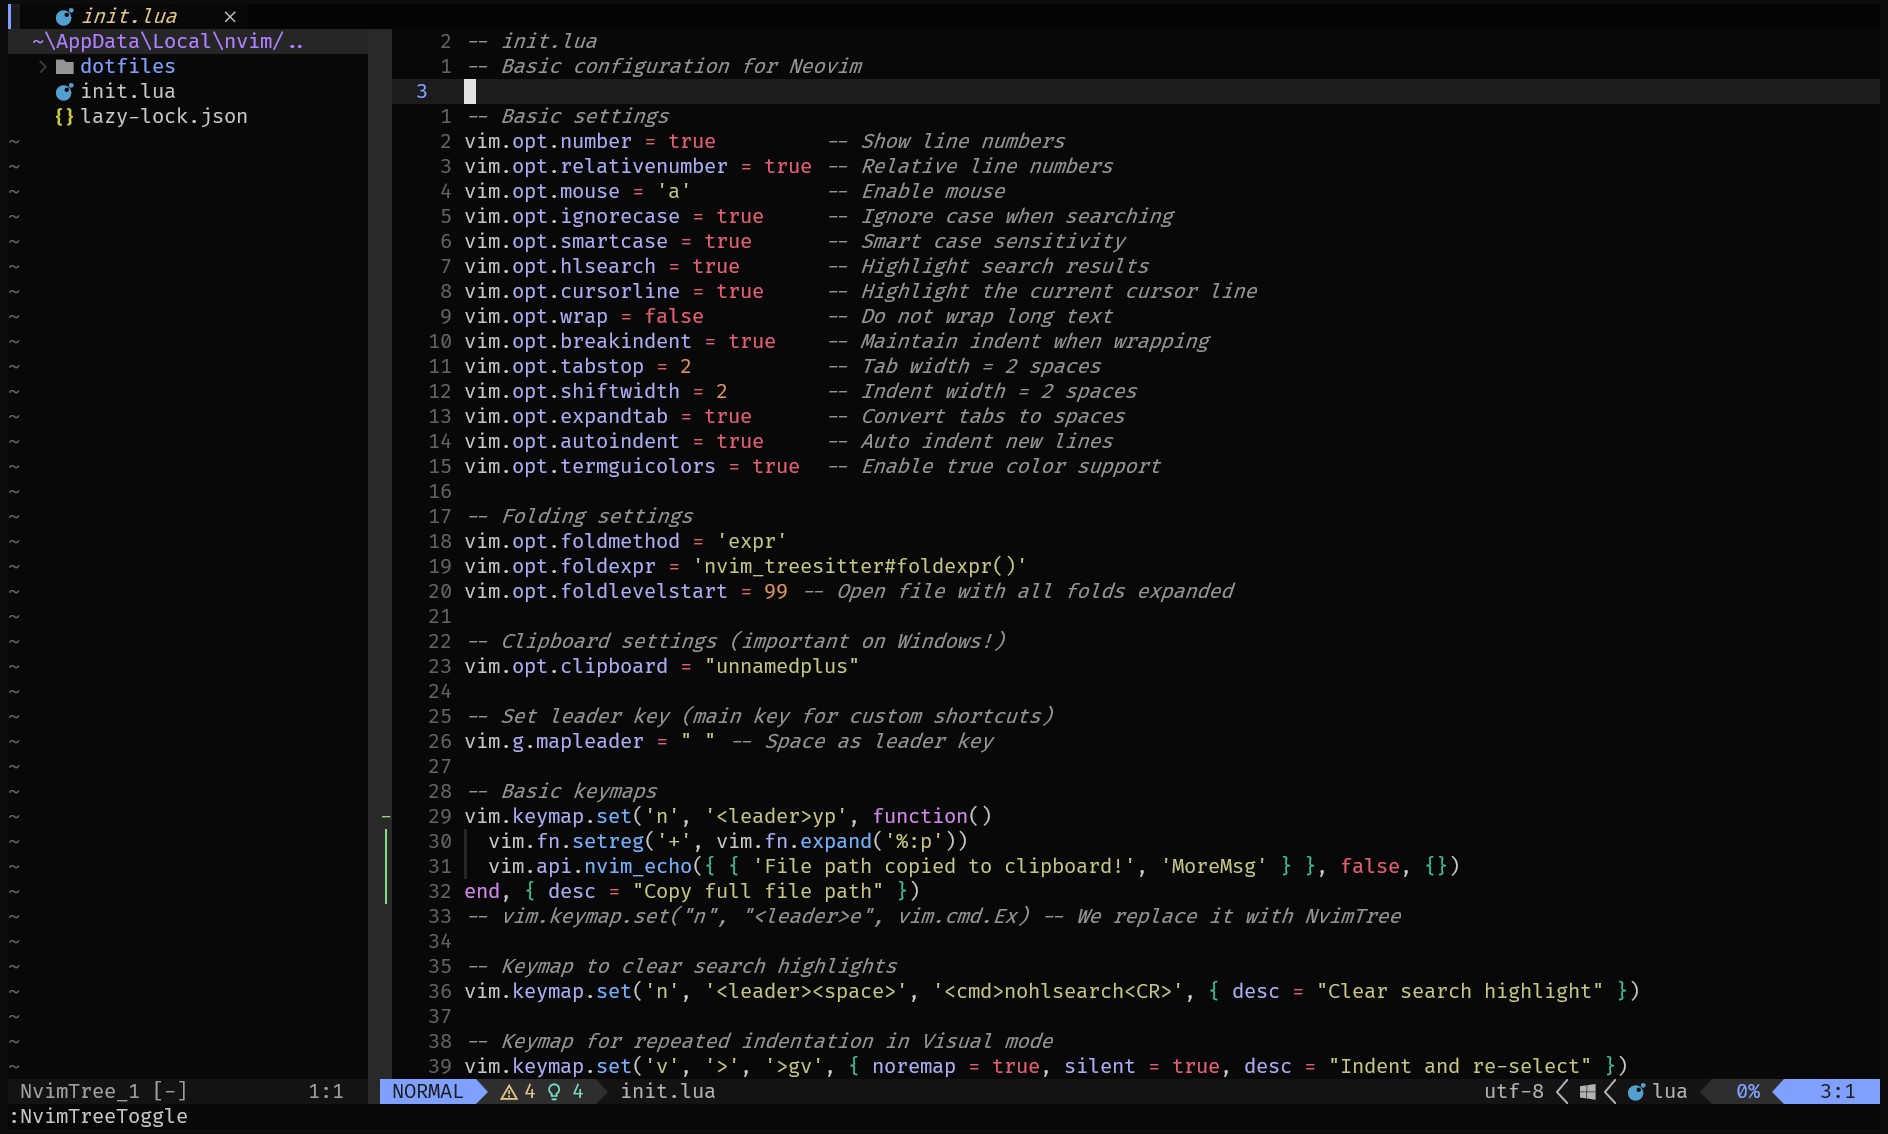 init.lua ×
~\AppData\Local\nvim/..
dotfiles
init.lua
{} lazy-lock.json
2 -- init.lua
1 -- Basic configuration for Neovim
3
1 -- Basic settings
2 vim.opt.number = true -- Show line numbers
3 vim.opt.relativenumber = true -- Relative line numbers
4 vim.opt.mouse = 'a' -- Enable mouse
5 vim.opt.ignorecase = true -- Ignore case when searching
6 vim.opt.smartcase = true -- Smart case sensitivity
7 vim.opt.hlsearch = true -- Highlight search results
8 vim.opt.cursorline = true -- Highlight the current cursor line
9 vim.opt.wrap = false -- Do not wrap long text
10 vim.opt.breakindent = true -- Maintain indent when wrapping
11 vim.opt.tabstop = 2 -- Tab width = 2 spaces
12 vim.opt.shiftwidth = 2 -- Indent width = 2 spaces
13 vim.opt.expandtab = true -- Convert tabs to spaces
14 vim.opt.autoindent = true -- Auto indent new lines
15 vim.opt.termguicolors = true -- Enable true color support
16
17 -- Folding settings
18 vim.opt.foldmethod = 'expr'
19 vim.opt.foldexpr = 'nvim_treesitter#foldexpr()'
20 vim.opt.foldlevelstart = 99 -- Open file with all folds expanded
21
22 -- Clipboard settings (important on Windows!)
23 vim.opt.clipboard = "unnamedplus"
24
25 -- Set leader key (main key for custom shortcuts)
26 vim.g.mapleader = " " -- Space as leader key
27
28 -- Basic keymaps
29 vim.keymap.set('n', '<leader>yp', function()
30 vim.fn.setreg('+', vim.fn.expand('%:p'))
31 vim.api.nvim_echo({ { 'File path copied to clipboard!', 'MoreMsg' } }, false, {})
32 end, { desc = "Copy full file path" })
33 -- vim.keymap.set("n", "<leader>e", vim.cmd.Ex) -- We replace it with NvimTree
34
35 -- Keymap to clear search highlights
36 vim.keymap.set('n', '<leader><space>', '<cmd>nohlsearch<CR>', { desc = "Clear search highlight" })
37
38 -- Keymap for repeated indentation in Visual mode
39 vim.keymap.set('v', '>', '>gv', { noremap = true, silent = true, desc = "Indent and re-select" })
NvimTree_1 [-] 1:1 NORMAL 4 4 init.lua utf-8 lua 0% 3:1
:NvimTreeToggle